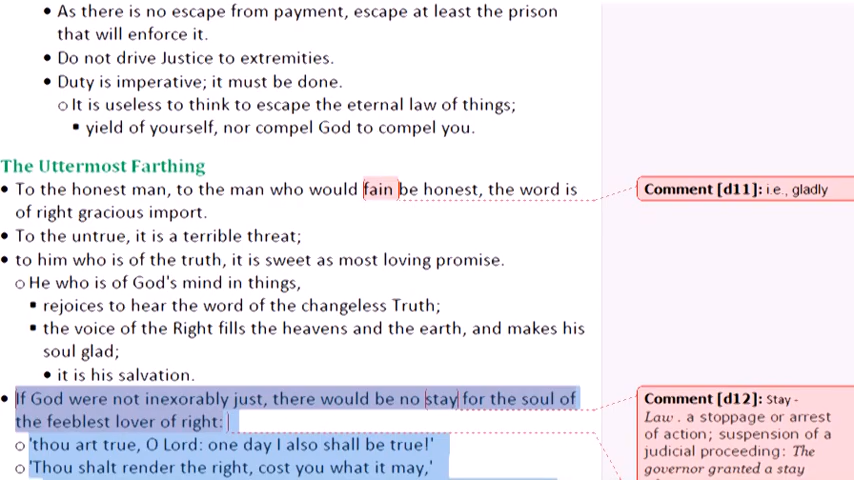 • As there is no escape from payment, escape at least the prison
that will enforce it.
• Do not drive Justice to extremities.
• Duty is imperative; it must be done.
○ It is useless to think to escape the eternal law of things;
▪ yield of yourself, nor compel God to compel you.
The Uttermost Farthing
• To the honest man, to the man who would fain be honest, the word is
of right gracious import.
Comment [d11]: i.e., gladly
• To the untrue, it is a terrible threat;
• to him who is of the truth, it is sweet as most loving promise.
○ He who is of God's mind in things,
▪ rejoices to hear the word of the changeless Truth;
▪ the voice of the Right fills the heavens and the earth, and makes his
soul glad;
• it is his salvation.
• If God were not inexorably just, there would be no stay for the soul of
the feeblest lover of right:
○ 'thou art true, O Lord: one day I also shall be true!'
○ 'Thou shalt render the right, cost you what it may,'
Comment [d12]: Stay -
Law . a stoppage or arrest
of action; suspension of a
judicial proceeding: The
governor granted a stay